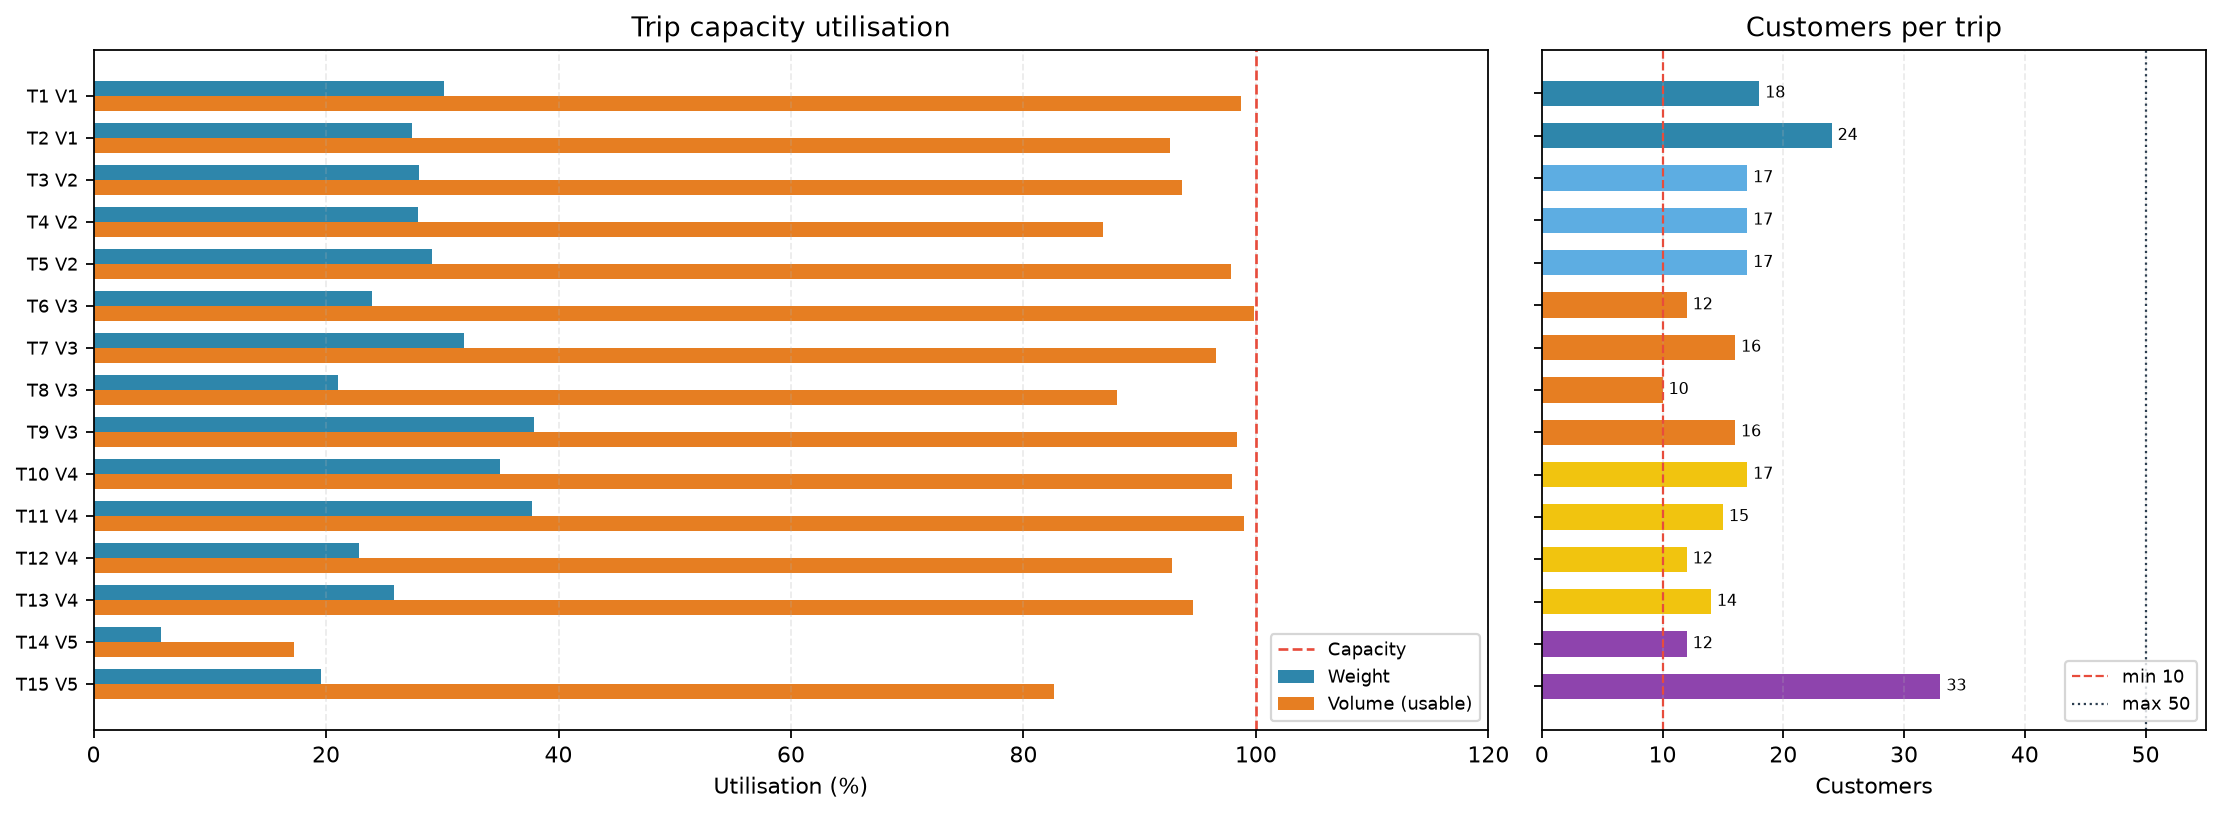 Trip capacity utilisation
T1 V1
T2 V1
T3 V2
T4 V2
T5 V2
T6 V3
T7 V3
T8 V3
T9 V3
T10 V4
T11 V4
T12 V4
T13 V4
T14 V5
T15 V5
Capacity
Weight
Volume (usable)
0 20 40 60 80 100 120
Utilisation (%)
Customers per trip
18
24
17
17
17
12
16
10
16
17
15
12
14
12
33
min 10
max 50
0 10 20 30 40 50
Customers